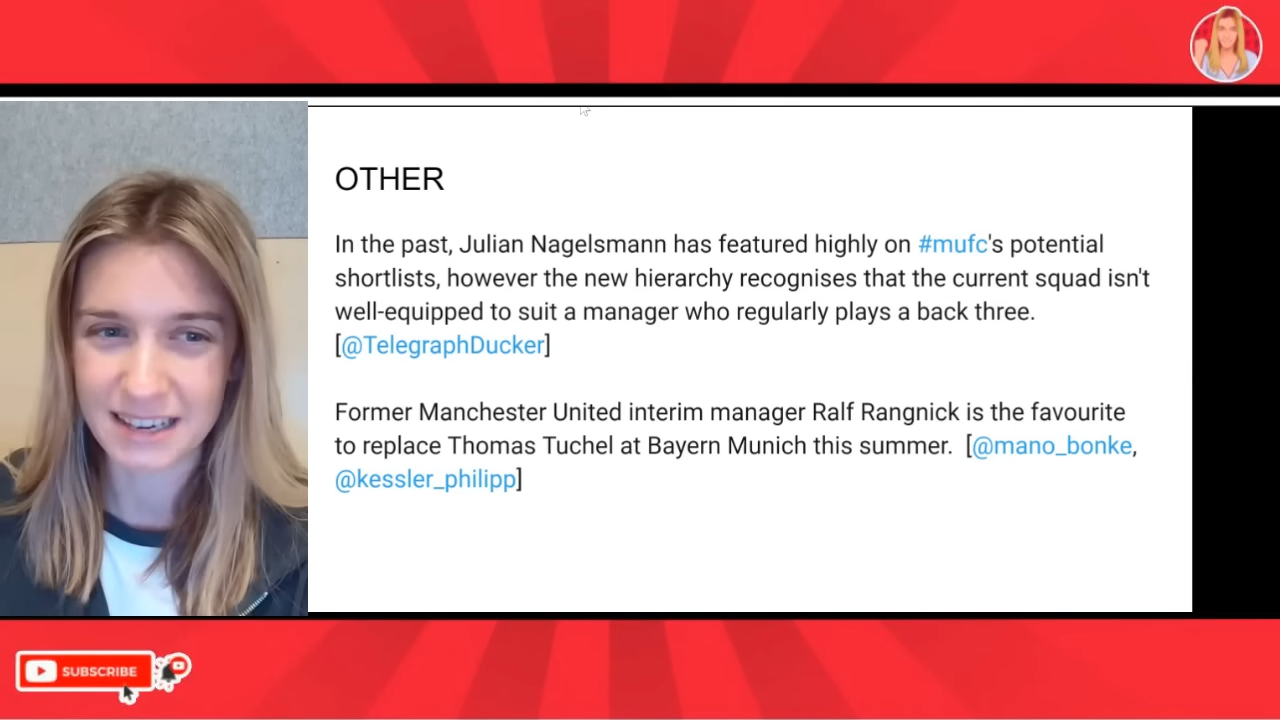 OTHER
In the past, Julian Nagelsmann has featured highly on #mufc's potential
shortlists, however the new hierarchy recognises that the current squad isn't
well-equipped to suit a manager who regularly plays a back three.
[@TelegraphDucker]
Former Manchester United interim manager Ralf Rangnick is the favourite
to replace Thomas Tuchel at Bayern Munich this summer.  [@mano_bonke,
@kessler_philipp]
SUBSCRIBE